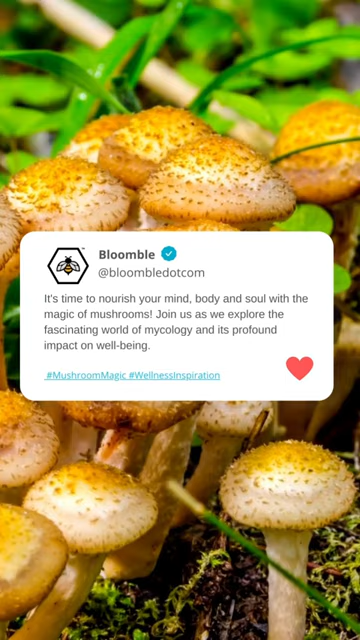 Bloomble
@bloombledotcom
It's time to nourish your mind, body and soul with the
magic of mushrooms! Join us as we explore the
fascinating world of mycology and its profound
impact on well-being.
#MushroomMagic #WellnessInspiration